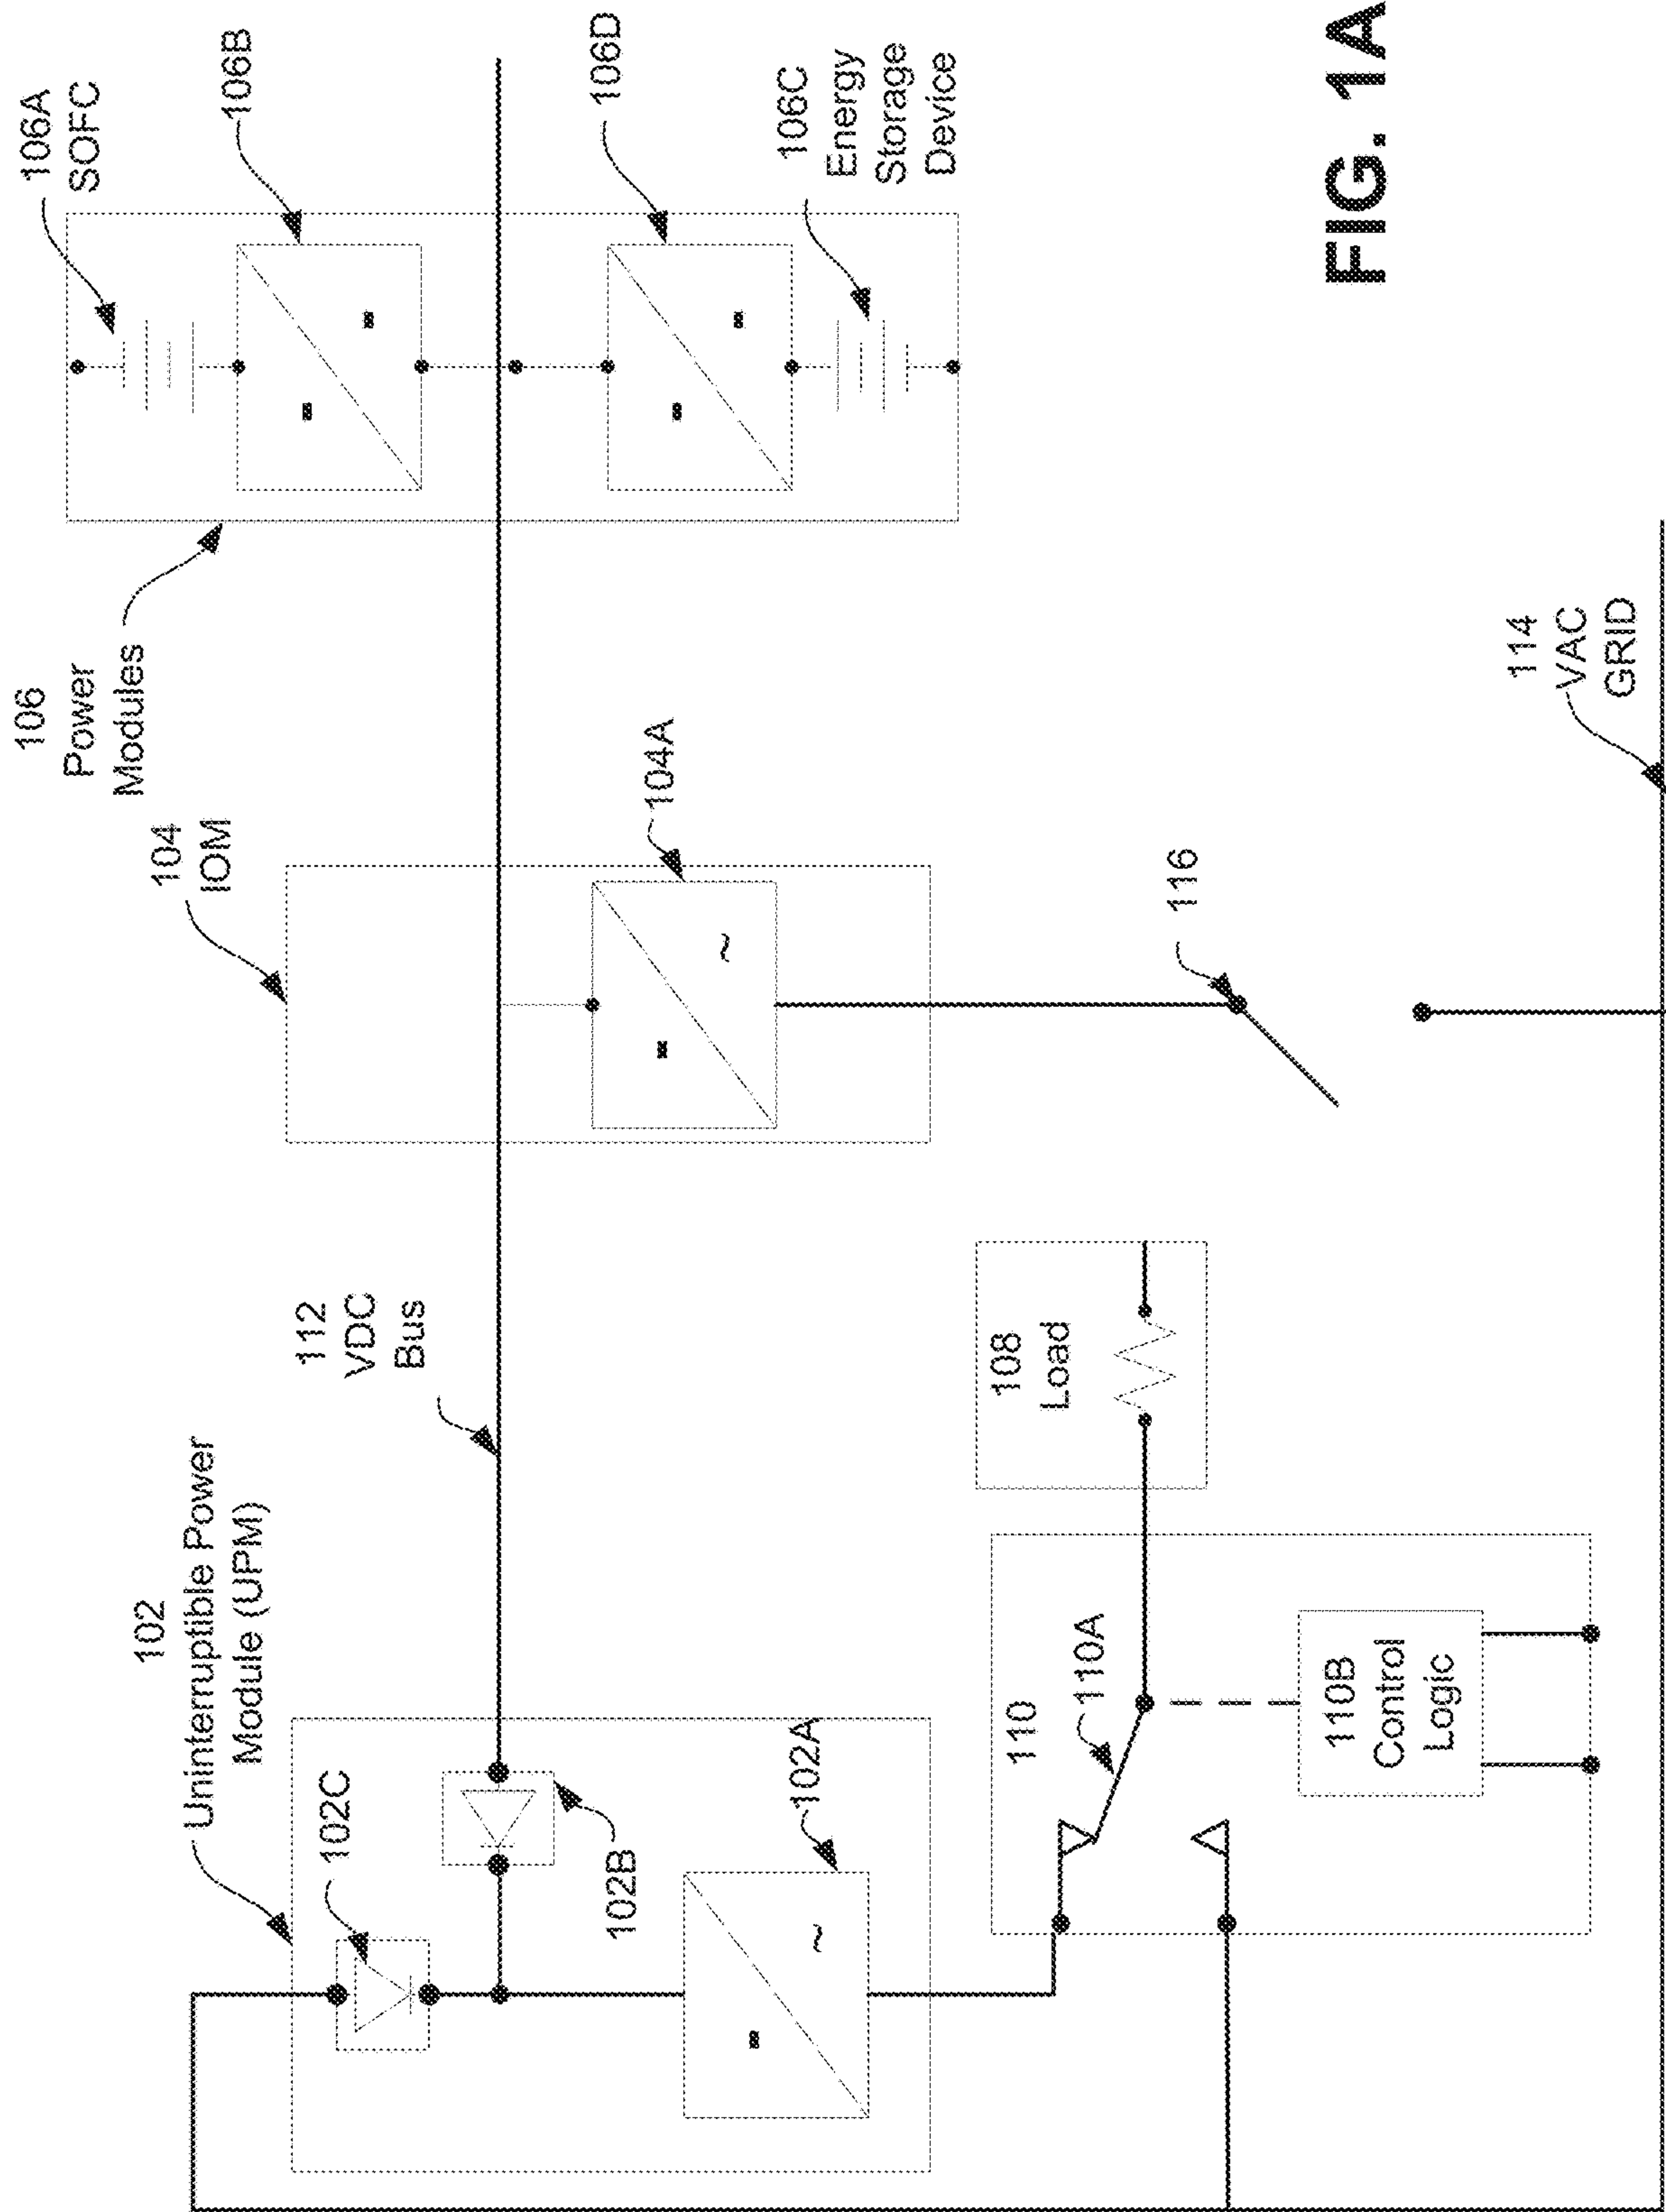 102
Uninterruptible Power
Module (UPM)
102C
102B
102A
112
VDC
Bus
104
IOM
104A
106
Power
Modules
106A
SOFC
106B
106D
106C
Energy
Storage
Device
110
110A
110B
Control
Logic
108
Load
116
114
VAC
GRID
FIG. 1A